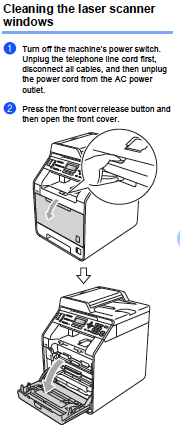 Cleaning the laser scanner
windows
1 Turn off the machine's power switch.
Unplug the telephone line cord first,
disconnect all cables, and then unplug
the power cord from the AC power
outlet.
2 Press the front cover release button and
then open the front cover.